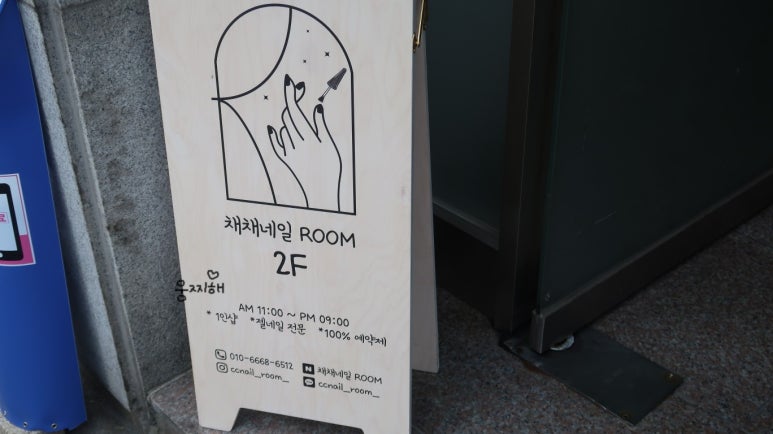 채채네일 ROOM
2F
웅찌해
AM 11:00 ~ PM 09:00
* 1인샵 *젤네일 전문 *100% 예약제
010-6668-6512
ccnail_room_
N 채채네일 ROOM
ccnail_room_